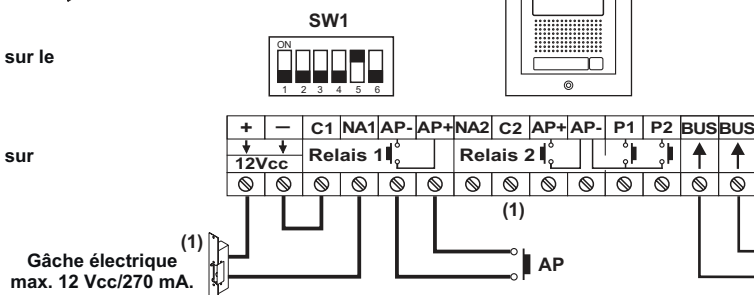 SW1
ON
1 2 3 4 5 6
sur le
+ – C1 NA1 AP- AP+ NA2 C2 AP+ AP- P1 P2 BUS BUS
12Vcc
Relais 1
Relais 2
sur
(1)
(1)
Gâche électrique
max. 12 Vcc/270 mA.
AP